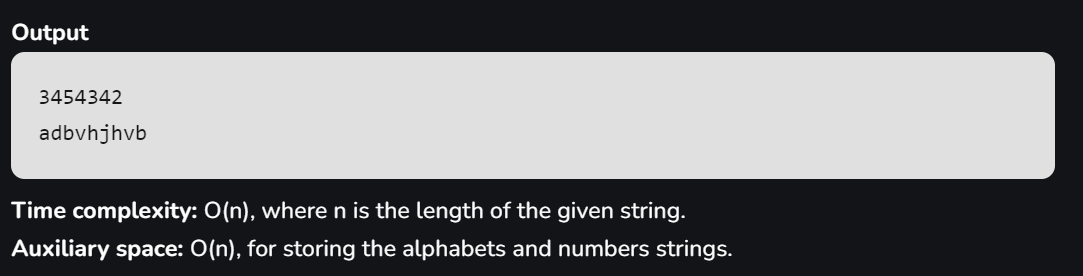 Output
3454342
adbvhjhvb
Time complexity: O(n), where n is the length of the given string.
Auxiliary space: O(n), for storing the alphabets and numbers strings.